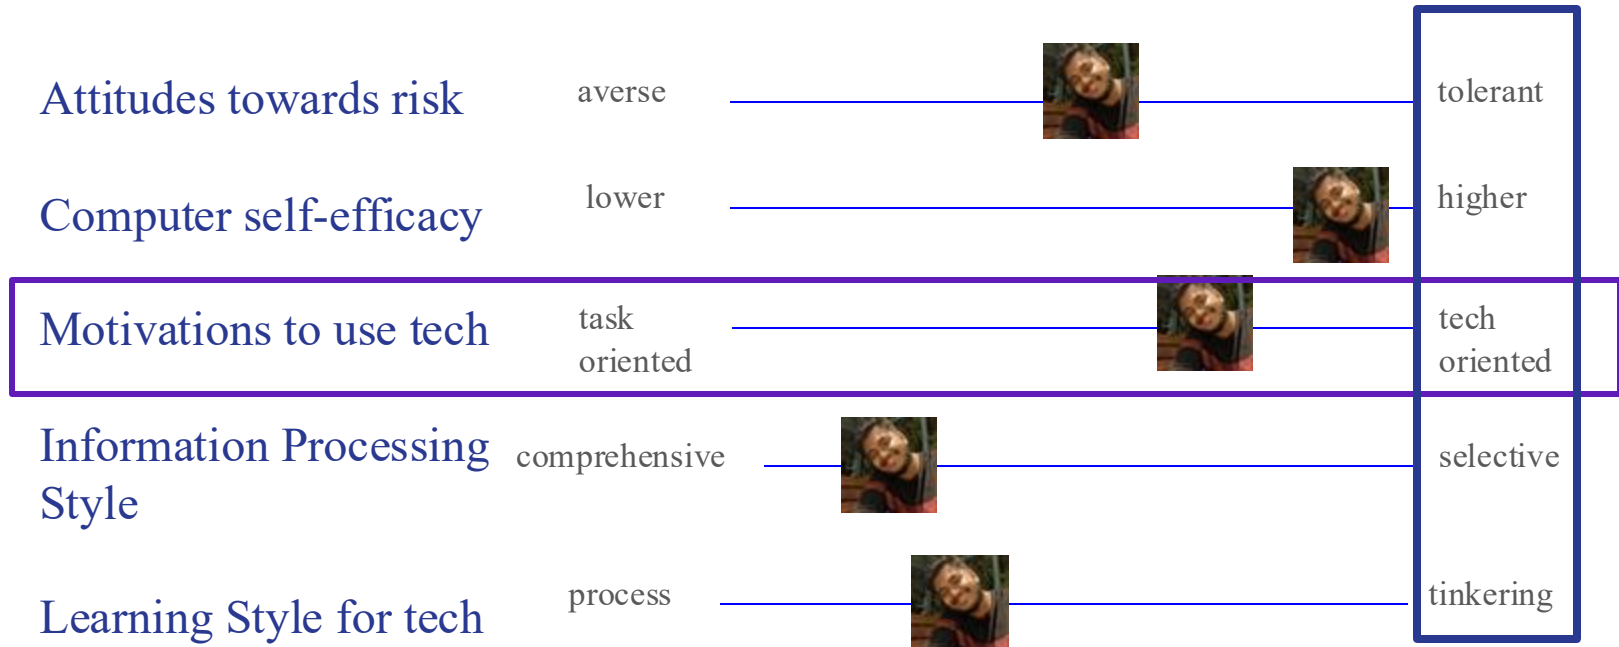 Attitudes towards risk averse tolerant
Computer self-efficacy lower higher
Motivations to use tech task oriented tech oriented
Information Processing Style comprehensive selective
Learning Style for tech process tinkering